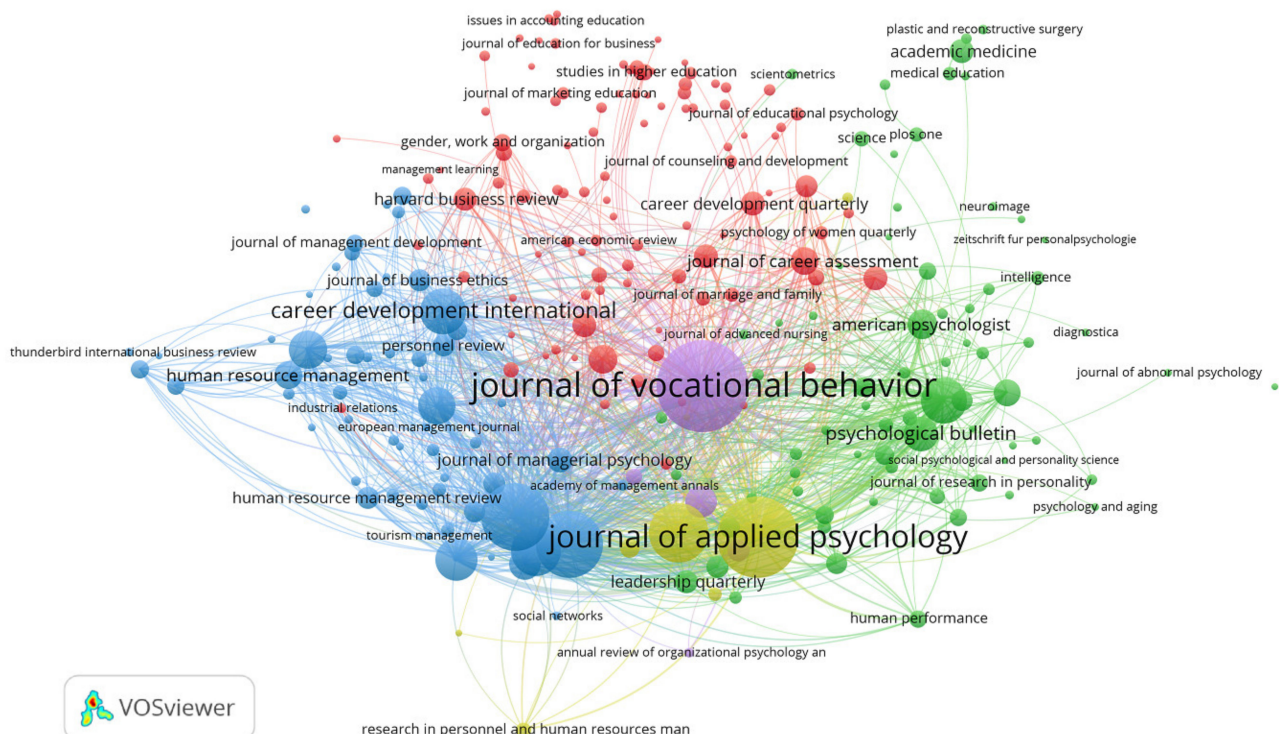 issues in accounting education
plastic and reconstructive surgery
journal of education for business
academic medicine
studies in higher education
scientometrics
medical education
journal of marketing education
journal of educational psychology
gender, work and organization
science
plos one
journal of counseling and development
management learning
harvard business review
career development quarterly
neuroimage
psychology of women quarterly
journal of management development
american economic review
zeitschrift fur personalpsychologie
journal of career assessment
journal of business ethics
intelligence
journal of marriage and family
career development international
american psychologist
journal of advanced nursing
diagnostica
personnel review
thunderbird international business review
human resource management
journal of abnormal psychology
journal of vocational behavior
industrial relations
european management journal
psychological bulletin
journal of managerial psychology
social psychological and personality science
academy of management annals
journal of research in personality
human resource management review
psychology and aging
tourism management
journal of applied psychology
leadership quarterly
social networks
human performance
annual review of organizational psychology an
VOSviewer
research in personnel and human resources man